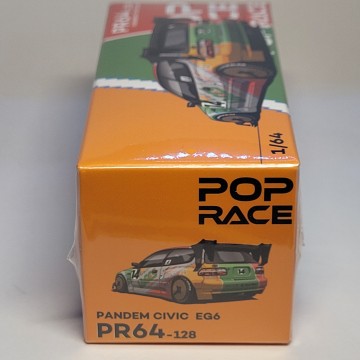 1/64
POP
RACE
PANDEM CIVIC EG6
PR64-128